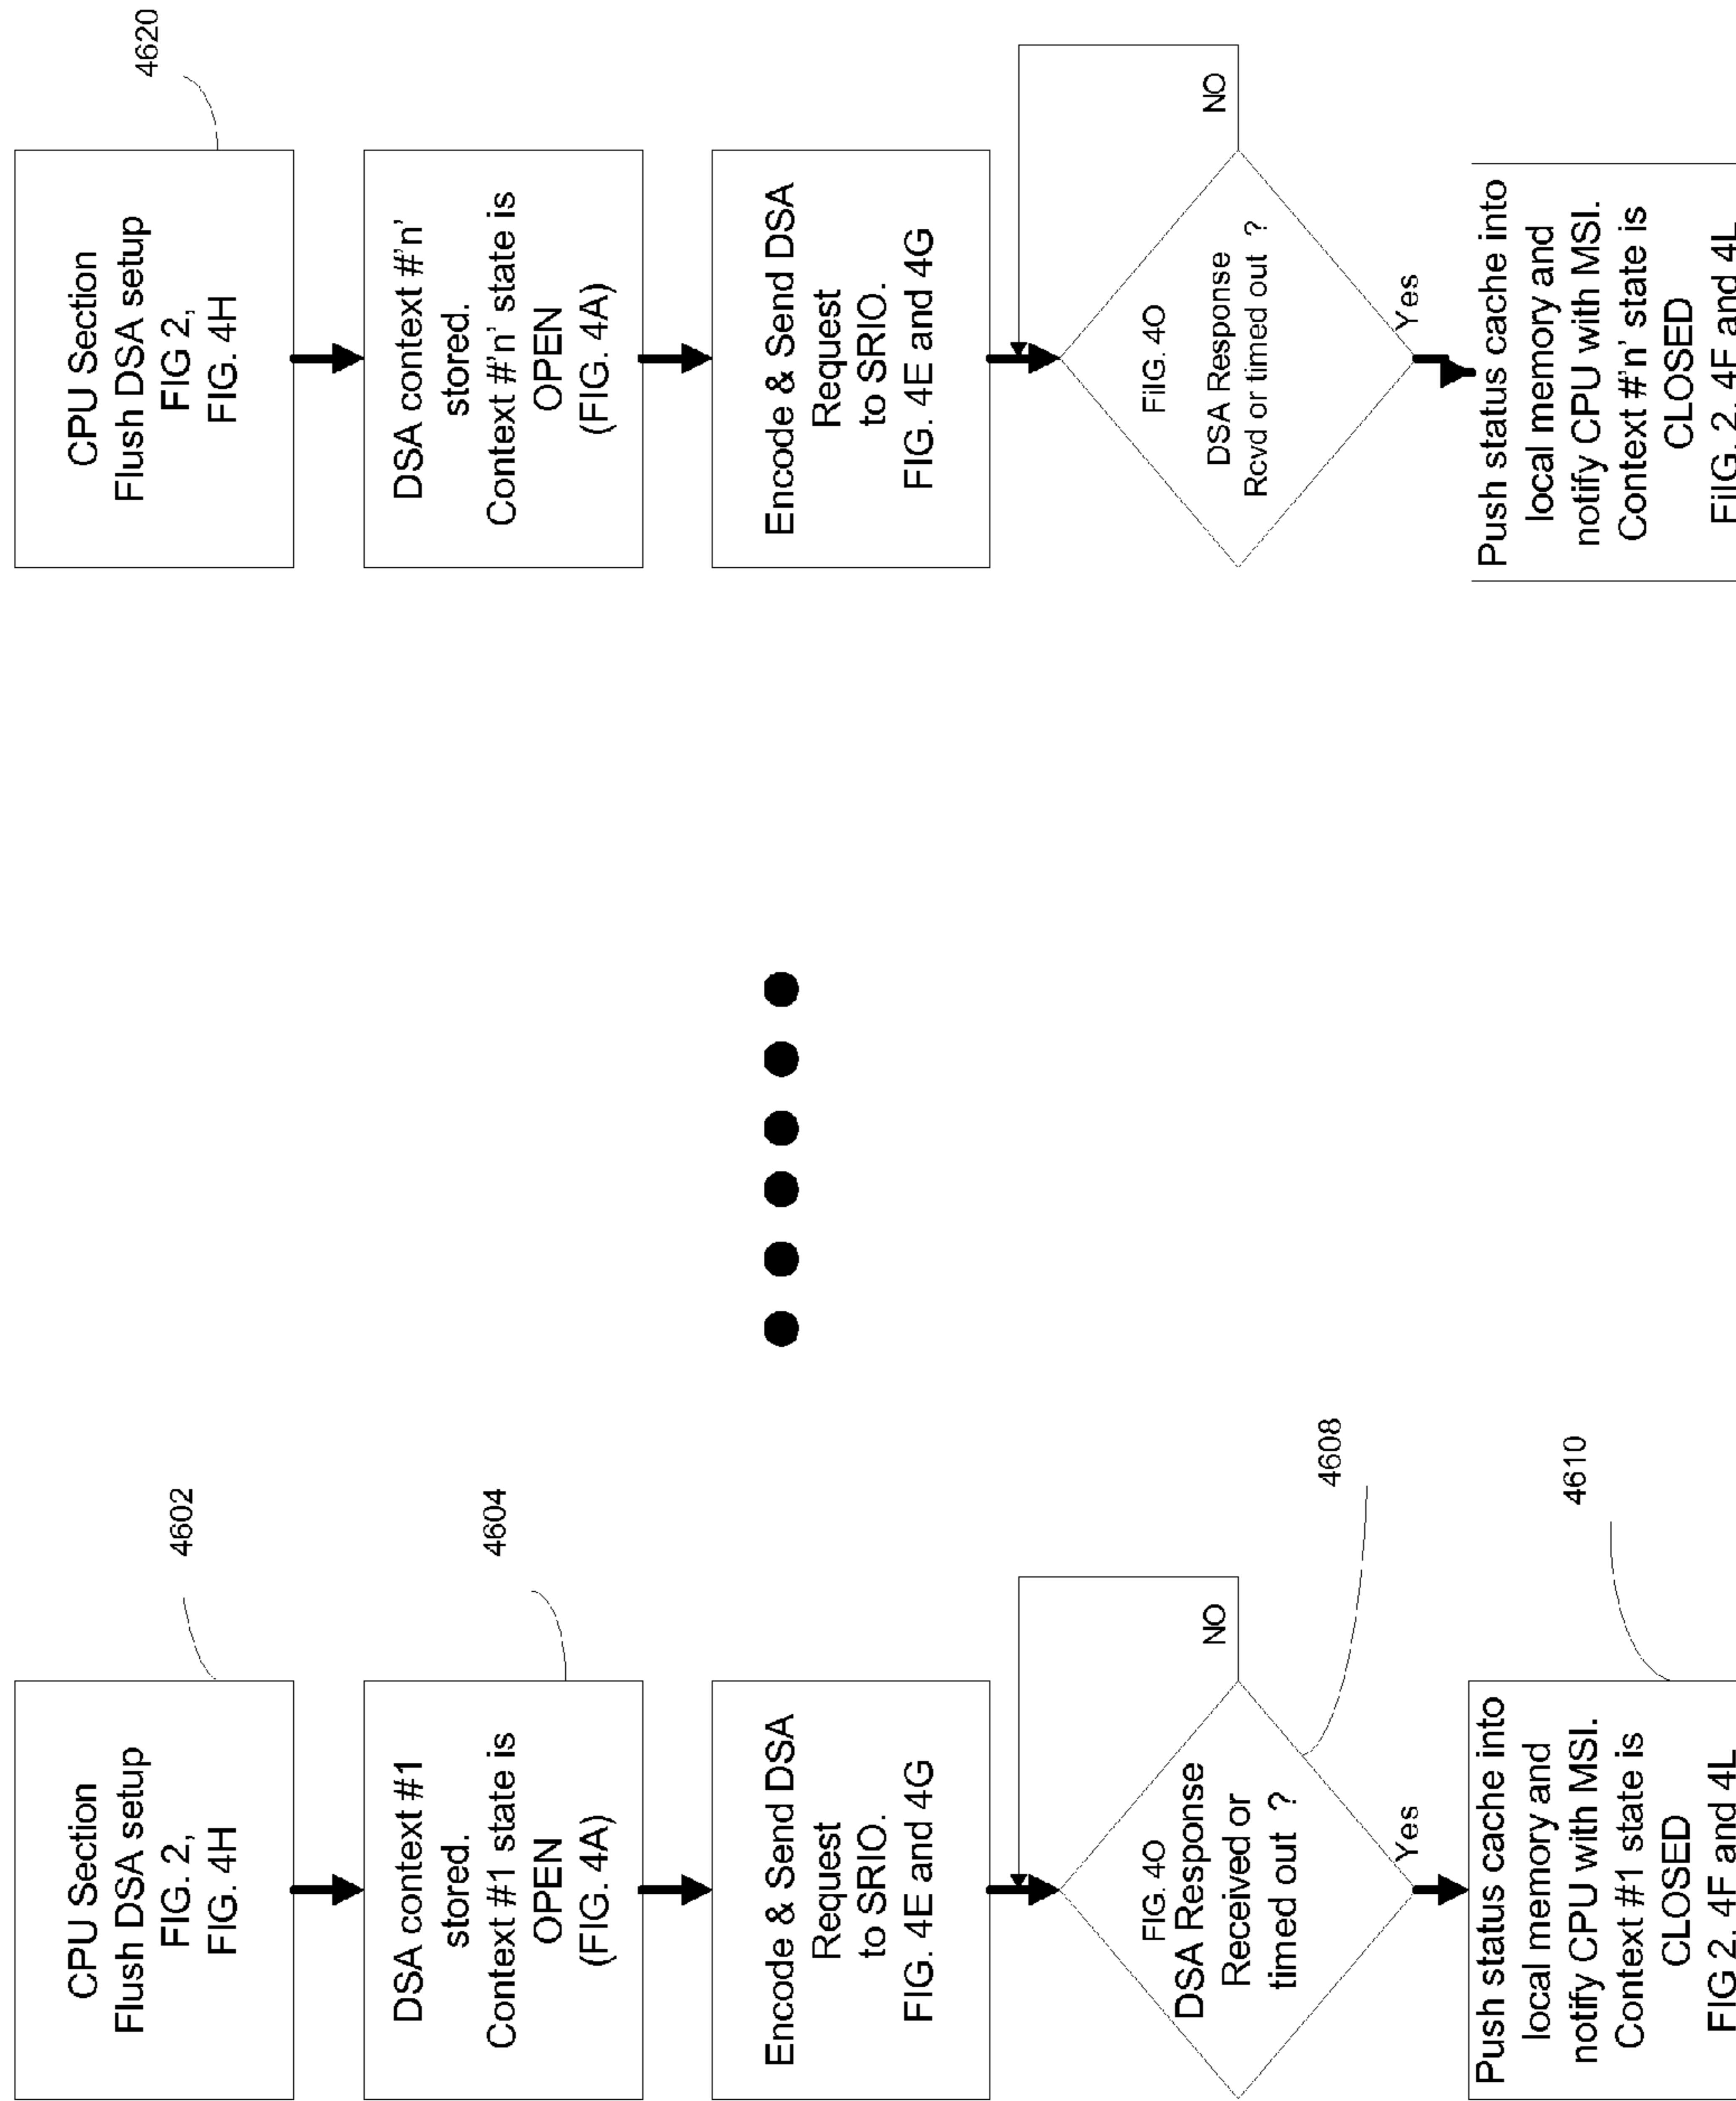 CPU Section
Flush DSA setup
FIG. 2,
FIG. 4H
4602
DSA context #1
stored.
Context #1 state is
OPEN
(FIG. 4A)
4604
Encode & Send DSA
Request
to SRIO.
FIG. 4E and 4G
FIG. 4O
DSA Response
Received or
timed out ?
NO
4608
Yes
Push status cache into
local memory and
notify CPU with MSI.
Context #1 state is
CLOSED
FIG 2, 4F and 4L
4610
CPU Section
Flush DSA setup
FIG 2,
FIG. 4H
4620
DSA context #'n'
stored.
Context #'n' state is
OPEN
(FIG. 4A)
Encode & Send DSA
Request
to SRIO.
FIG. 4E and 4G
FiIG. 4O
DSA Response
Rcvd or timed out ?
NO
Yes
Push status cache into
local memory and
notify CPU with MSI.
Context #'n' state is
CLOSED
FiIG. 2, 4F and 4L